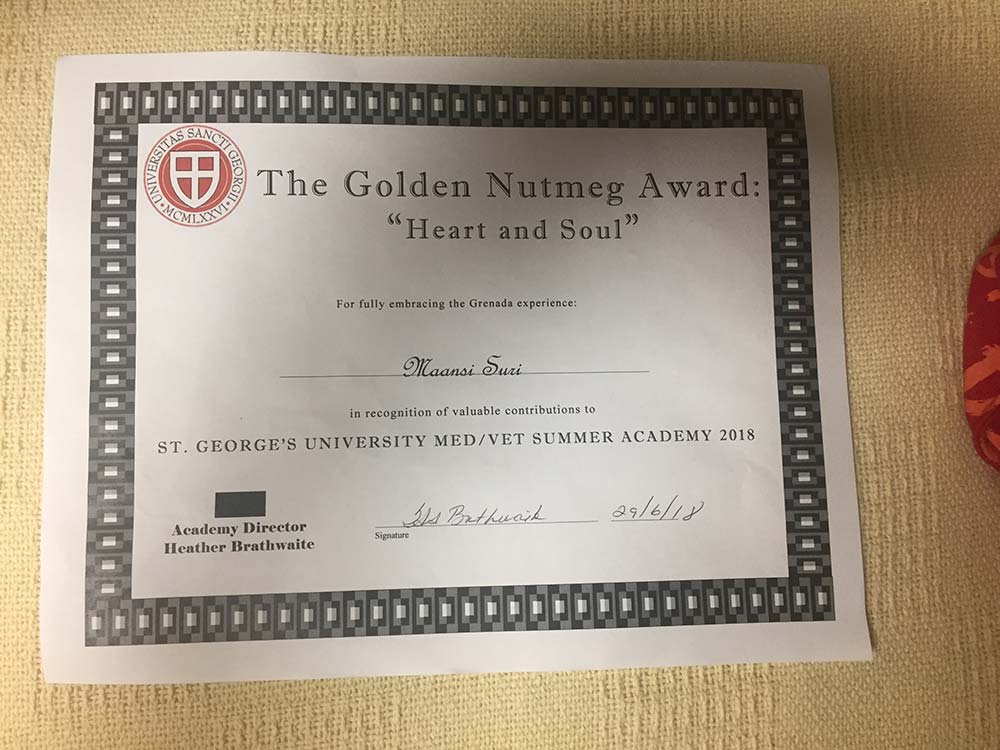 UNIVERSITAS SANCTI GEORGII
• MCMLXXVI •
The Golden Nutmeg Award:
“Heart and Soul”
For fully embracing the Grenada experience:
Maansi Suri
in recognition of valuable contributions to
ST. GEORGE'S UNIVERSITY MED/VET SUMMER ACADEMY 2018
Academy Director
Heather Brathwaite
Signature
29/6/18